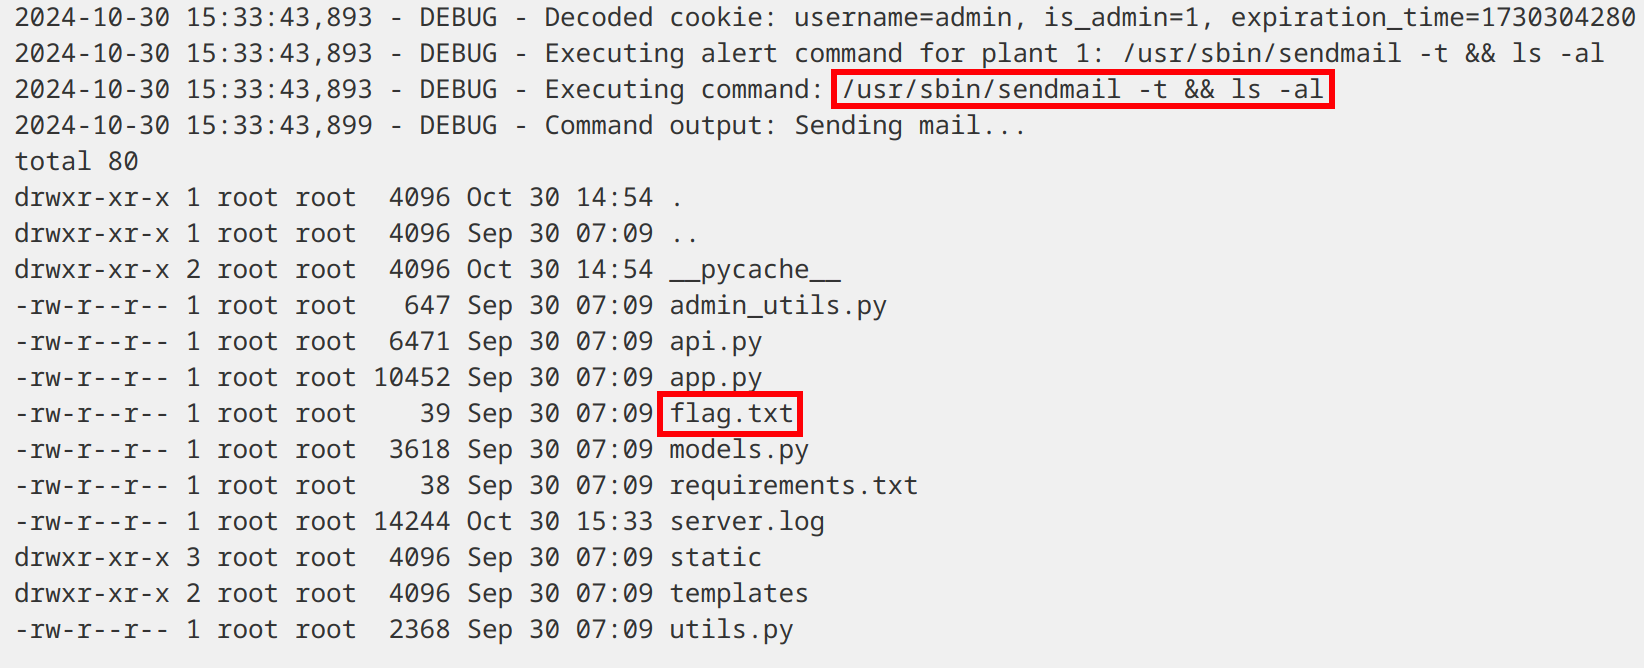 2024-10-30 15:33:43,893 - DEBUG - Decoded cookie: username=admin, is_admin=1, expiration_time=1730304280
2024-10-30 15:33:43,893 - DEBUG - Executing alert command for plant 1: /usr/sbin/sendmail -t && ls -al
2024-10-30 15:33:43,893 - DEBUG - Executing command: /usr/sbin/sendmail -t && ls -al
2024-10-30 15:33:43,899 - DEBUG - Command output: Sending mail...
total 80
drwxr-xr-x 1 root root  4096 Oct 30 14:54 .
drwxr-xr-x 1 root root  4096 Sep 30 07:09 ..
drwxr-xr-x 2 root root  4096 Oct 30 14:54 __pycache__
-rw-r--r-- 1 root root   647 Sep 30 07:09 admin_utils.py
-rw-r--r-- 1 root root  6471 Sep 30 07:09 api.py
-rw-r--r-- 1 root root 10452 Sep 30 07:09 app.py
-rw-r--r-- 1 root root    39 Sep 30 07:09 flag.txt
-rw-r--r-- 1 root root  3618 Sep 30 07:09 models.py
-rw-r--r-- 1 root root    38 Sep 30 07:09 requirements.txt
-rw-r--r-- 1 root root 14244 Oct 30 15:33 server.log
drwxr-xr-x 3 root root  4096 Sep 30 07:09 static
drwxr-xr-x 2 root root  4096 Sep 30 07:09 templates
-rw-r--r-- 1 root root  2368 Sep 30 07:09 utils.py